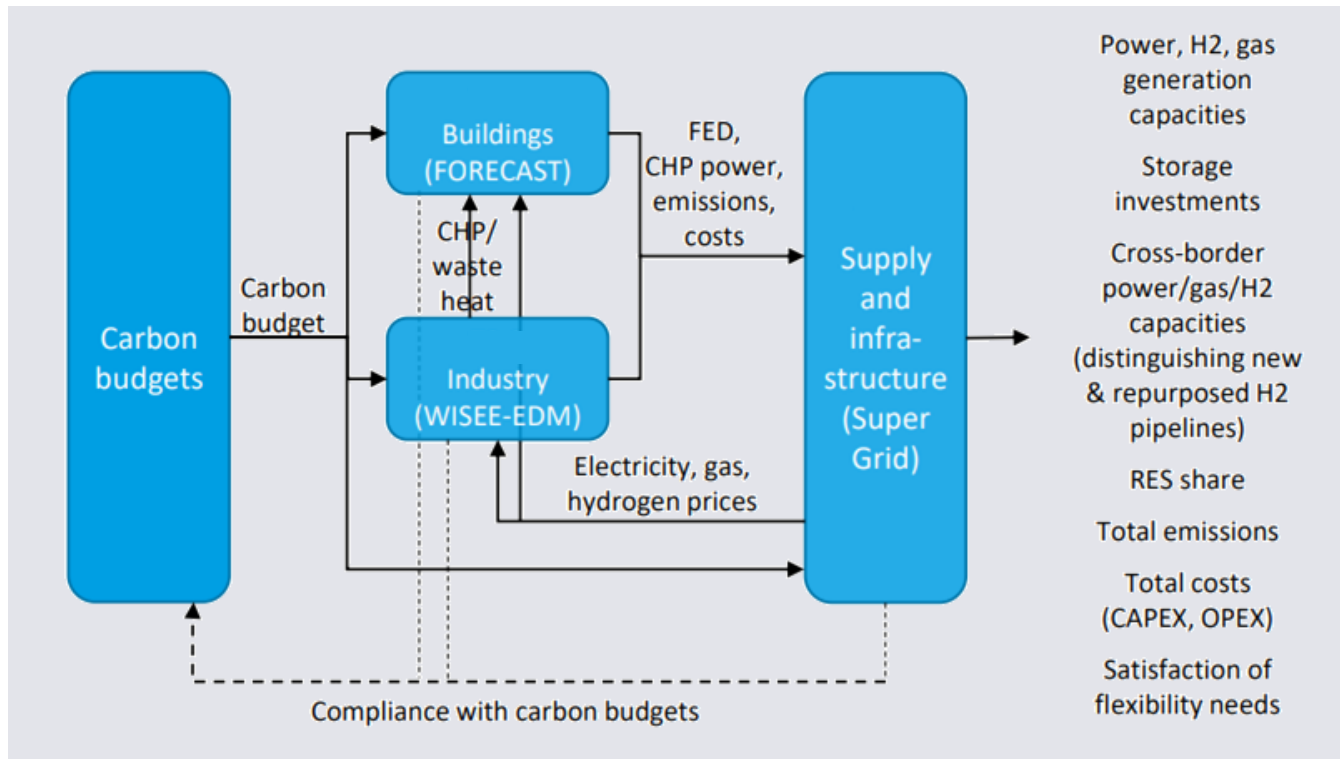 Carbon
budgets
Carbon
budget
Buildings
(FORECAST)
CHP/
waste
heat
Industry
(WISEE-EDM)
FED,
CHP power,
emissions,
costs
Electricity, gas,
hydrogen prices
Supply
and
infra-
structure
(Super
Grid)
Compliance with carbon budgets
Power, H2, gas
generation
capacities
Storage
investments
Cross-border
power/gas/H2
capacities
(distinguishing new
& repurposed H2
pipelines)
RES share
Total emissions
Total costs
(CAPEX, OPEX)
Satisfaction of
flexibility needs